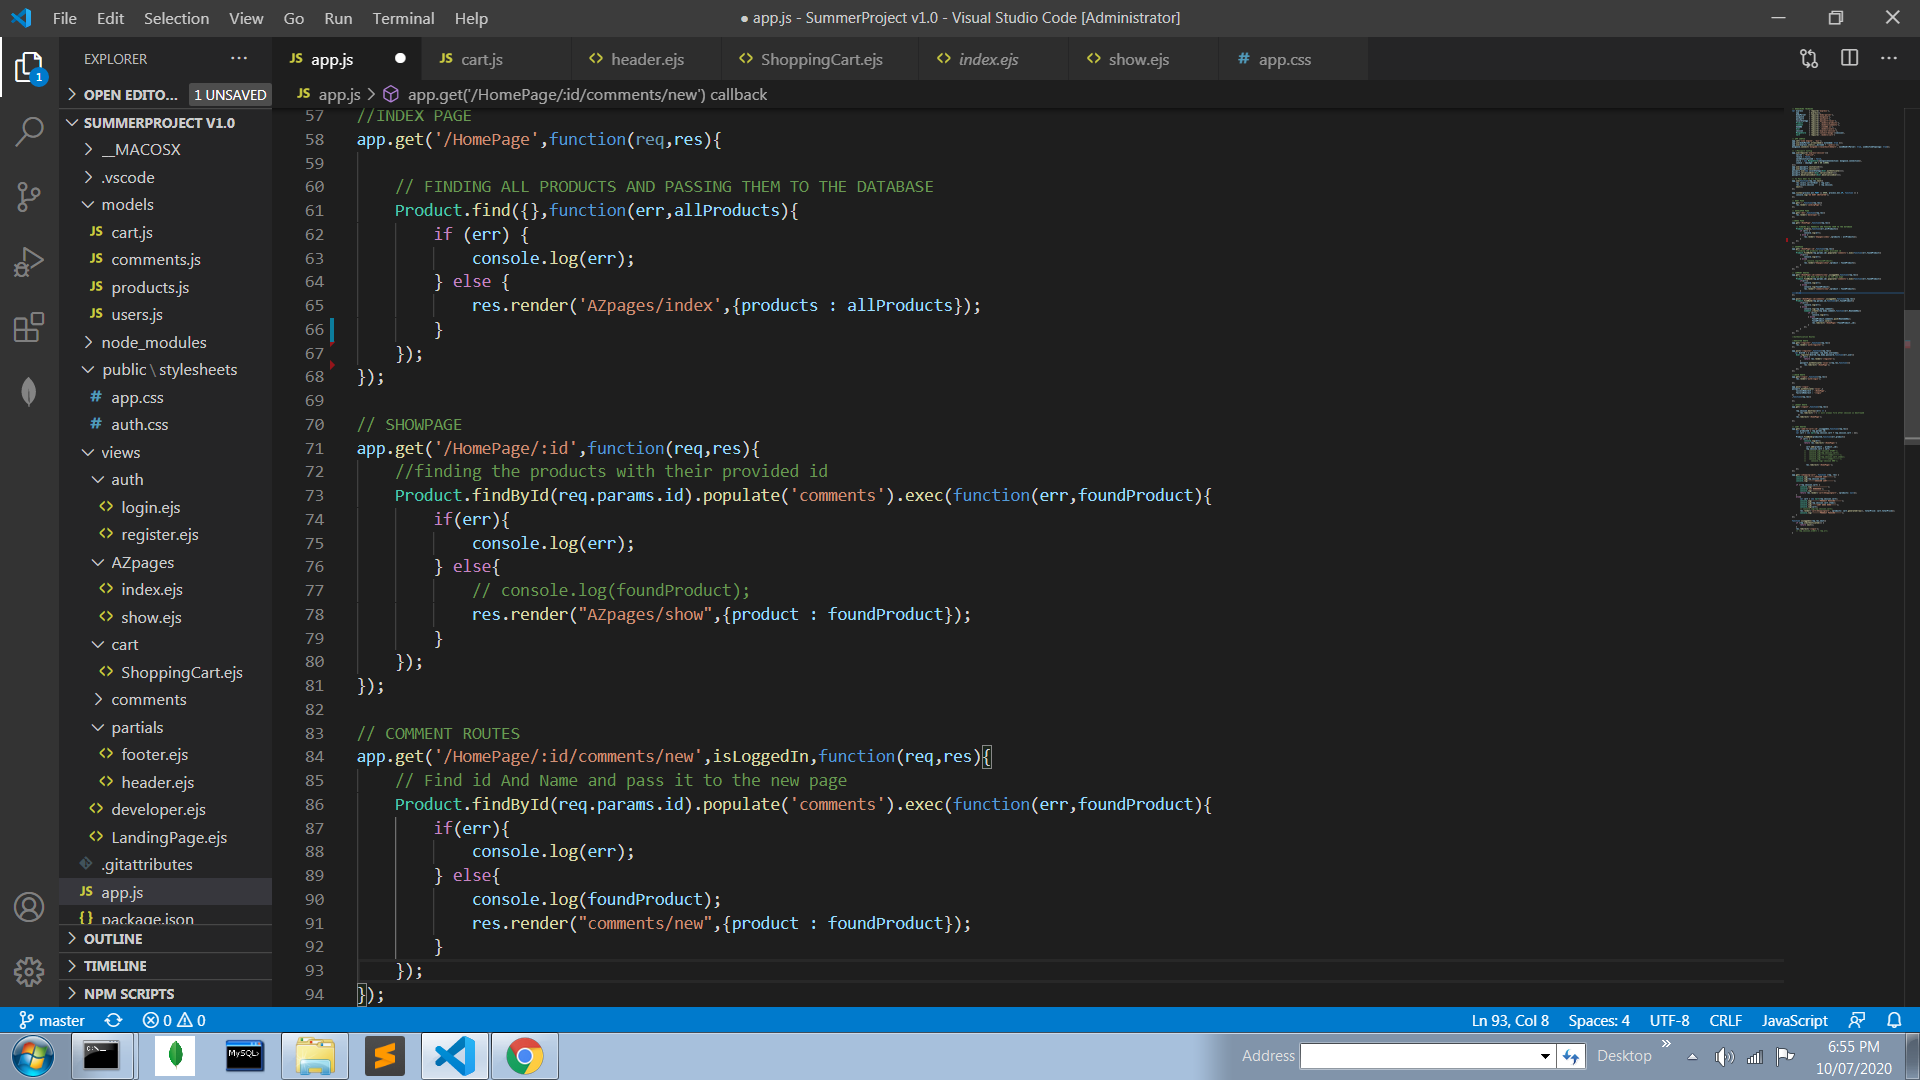 File Edit Selection View Go Run Terminal Help
● app.js - SummerProject v1.0 - Visual Studio Code [Administrator]
EXPLORER ···
JS app.js ●
JS cart.js
<> header.ejs
<> ShoppingCart.ejs
<> index.ejs
<> show.ejs
# app.css
1
OPEN EDITO... 1 UNSAVED
SUMMERPROJECT V1.0
__MACOSX
.vscode
models
JS cart.js
JS comments.js
JS products.js
JS users.js
node_modules
public \ stylesheets
# app.css
# auth.css
views
auth
<> login.ejs
<> register.ejs
AZpages
<> index.ejs
<> show.ejs
cart
<> ShoppingCart.ejs
comments
partials
<> footer.ejs
<> header.ejs
<> developer.ejs
<> LandingPage.ejs
.gitattributes
JS app.js
{} package.json
OUTLINE
TIMELINE
NPM SCRIPTS
JS app.js > app.get('/HomePage/:id/comments/new') callback
57 //INDEX PAGE
58 app.get('/HomePage',function(req,res){
59
60 // FINDING ALL PRODUCTS AND PASSING THEM TO THE DATABASE
61 Product.find({},function(err,allProducts){
62 if (err) {
63 console.log(err);
64 } else {
65 res.render('AZpages/index',{products : allProducts});
66 }
67 });
68 });
69
70 // SHOWPAGE
71 app.get('/HomePage/:id',function(req,res){
72 //finding the products with their provided id
73 Product.findById(req.params.id).populate('comments').exec(function(err,foundProduct){
74 if(err){
75 console.log(err);
76 } else{
77 // console.log(foundProduct);
78 res.render("AZpages/show",{product : foundProduct});
79 }
80 });
81 });
82
83 // COMMENT ROUTES
84 app.get('/HomePage/:id/comments/new',isLoggedIn,function(req,res){
85 // Find id And Name and pass it to the new page
86 Product.findById(req.params.id).populate('comments').exec(function(err,foundProduct){
87 if(err){
88 console.log(err);
89 } else{
90 console.log(foundProduct);
91 res.render("comments/new",{product : foundProduct});
92 }
93 });
94 });
master 0 0
Ln 93, Col 8 Spaces: 4 UTF-8 CRLF JavaScript
C:\_
MySQL>
Address
Desktop »
6:55 PM
10/07/2020